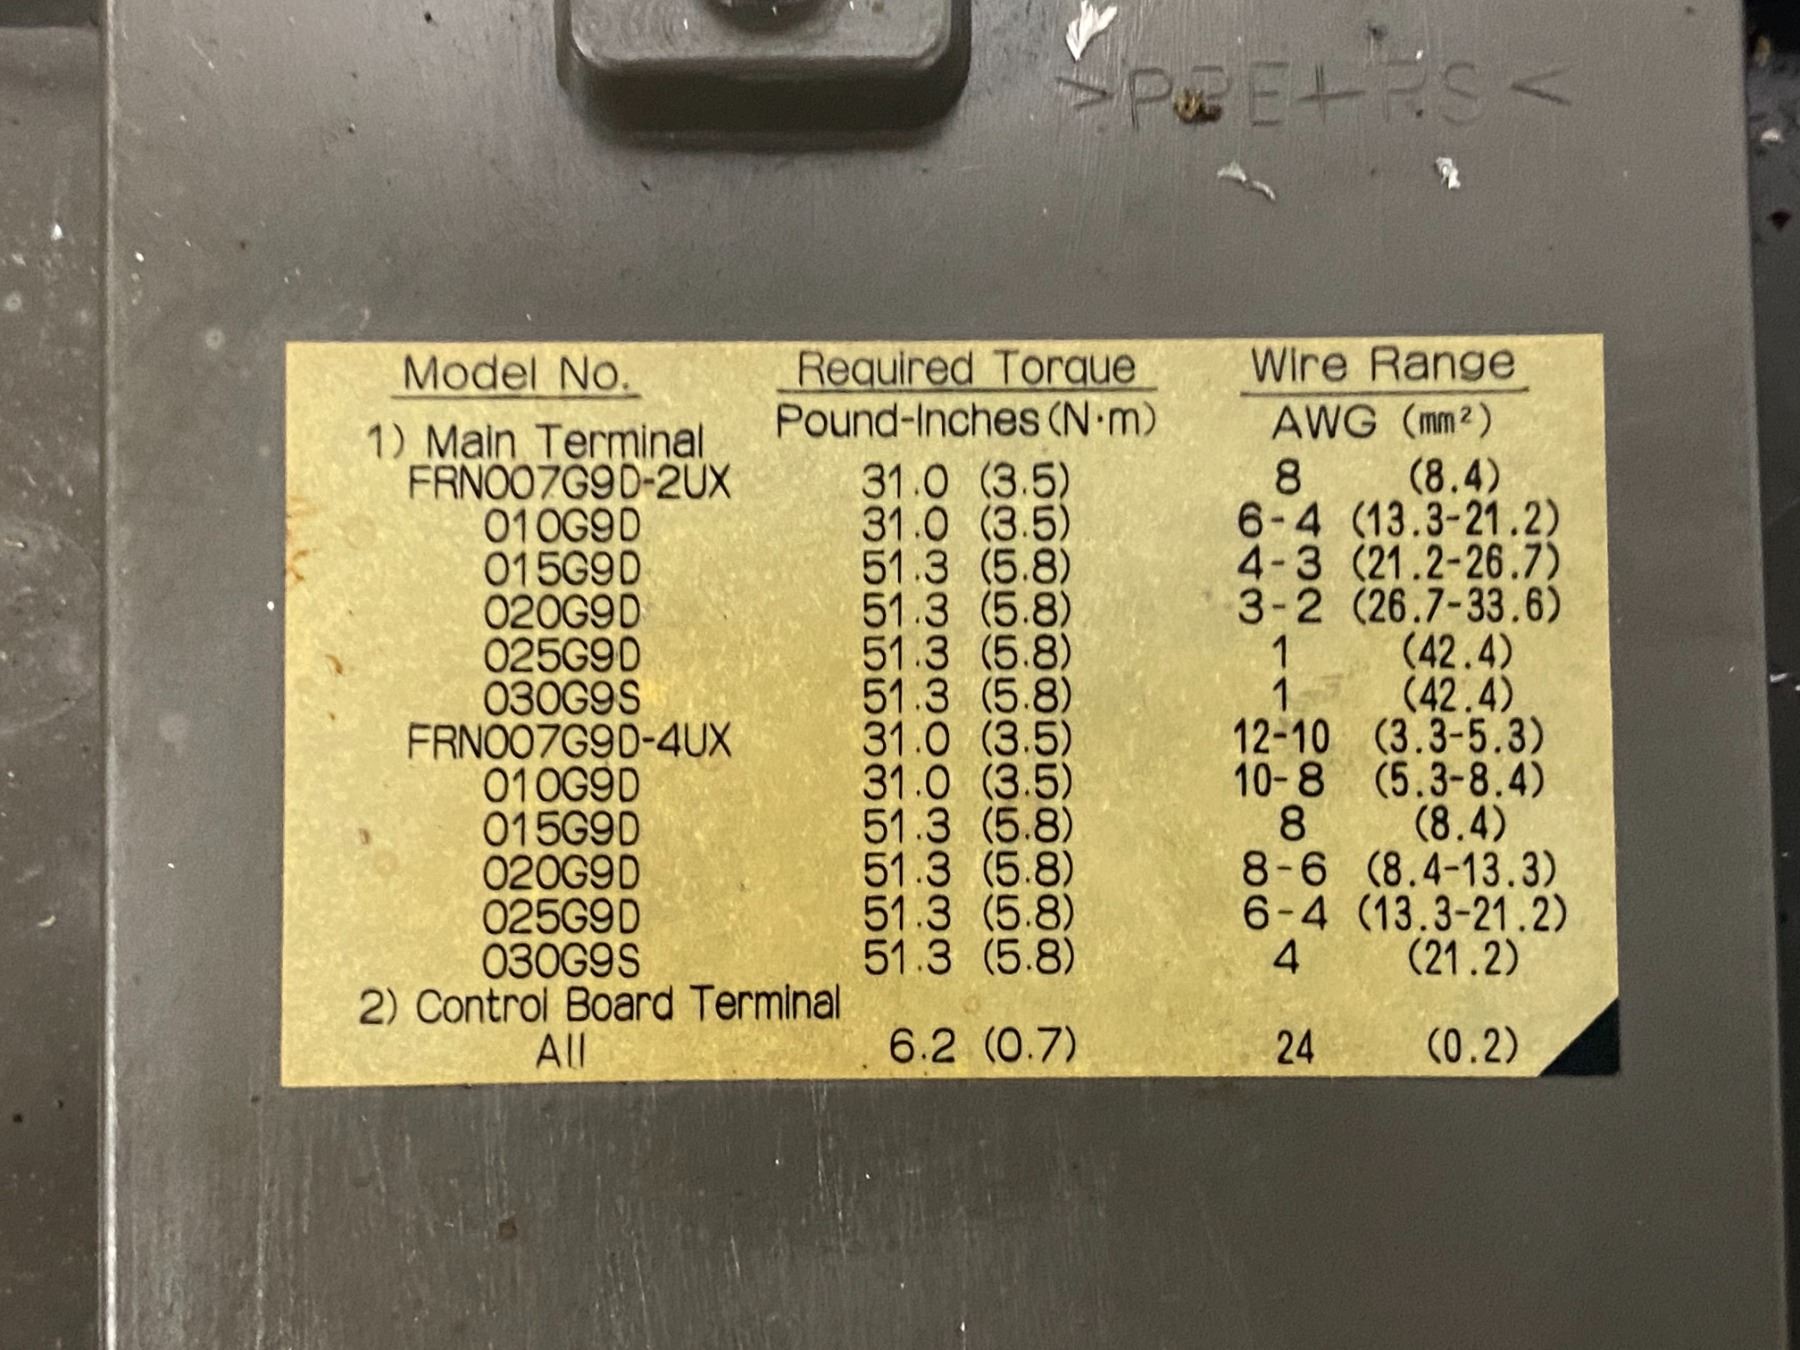 >PPE+PS<
Model No. Required Torque Wire Range
Pound-Inches(N·m) AWG (mm²)
1) Main Terminal
FRN007G9D-2UX 31.0 (3.5) 8 (8.4)
010G9D 31.0 (3.5) 6-4 (13.3-21.2)
015G9D 51.3 (5.8) 4-3 (21.2-26.7)
020G9D 51.3 (5.8) 3-2 (26.7-33.6)
025G9D 51.3 (5.8) 1 (42.4)
030G9S 51.3 (5.8) 1 (42.4)
FRN007G9D-4UX 31.0 (3.5) 12-10 (3.3-5.3)
010G9D 31.0 (3.5) 10-8 (5.3-8.4)
015G9D 51.3 (5.8) 8 (8.4)
020G9D 51.3 (5.8) 8-6 (8.4-13.3)
025G9D 51.3 (5.8) 6-4 (13.3-21.2)
030G9S 51.3 (5.8) 4 (21.2)
2) Control Board Terminal
All 6.2 (0.7) 24 (0.2)